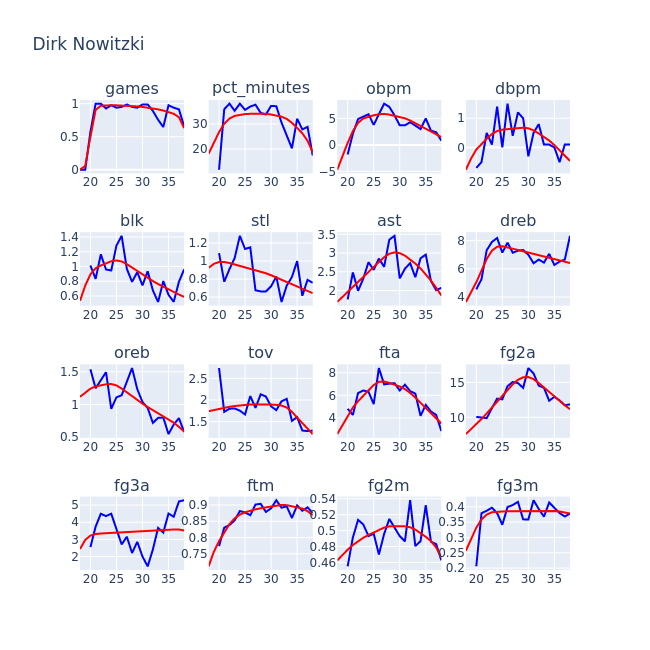 Dirk Nowitzki
games pct_minutes obpm dbpm
1 0.5 0 20 25 30 35
30 20 20 25 30 35
5 0 −5 20 25 30 35
1 0 20 25 30 35
blk stl ast dreb
1.4 1.2 1 0.8 0.6 20 25 30 35
1.2 1 0.8 0.6 20 25 30 35
3.5 3 2.5 2 20 25 30 35
8 6 4 20 25 30 35
oreb tov fta fg2a
1.5 1 0.5 20 25 30 35
2.5 2 1.5 20 25 30 35
8 6 4 20 25 30 35
15 10 20 25 30 35
fg3a ftm fg2m fg3m
5 4 3 2 20 25 30 35
0.9 0.85 0.8 0.75 20 25 30 35
0.54 0.52 0.5 0.48 0.46 20 25 30 35
0.4 0.35 0.3 0.25 0.2 20 25 30 35